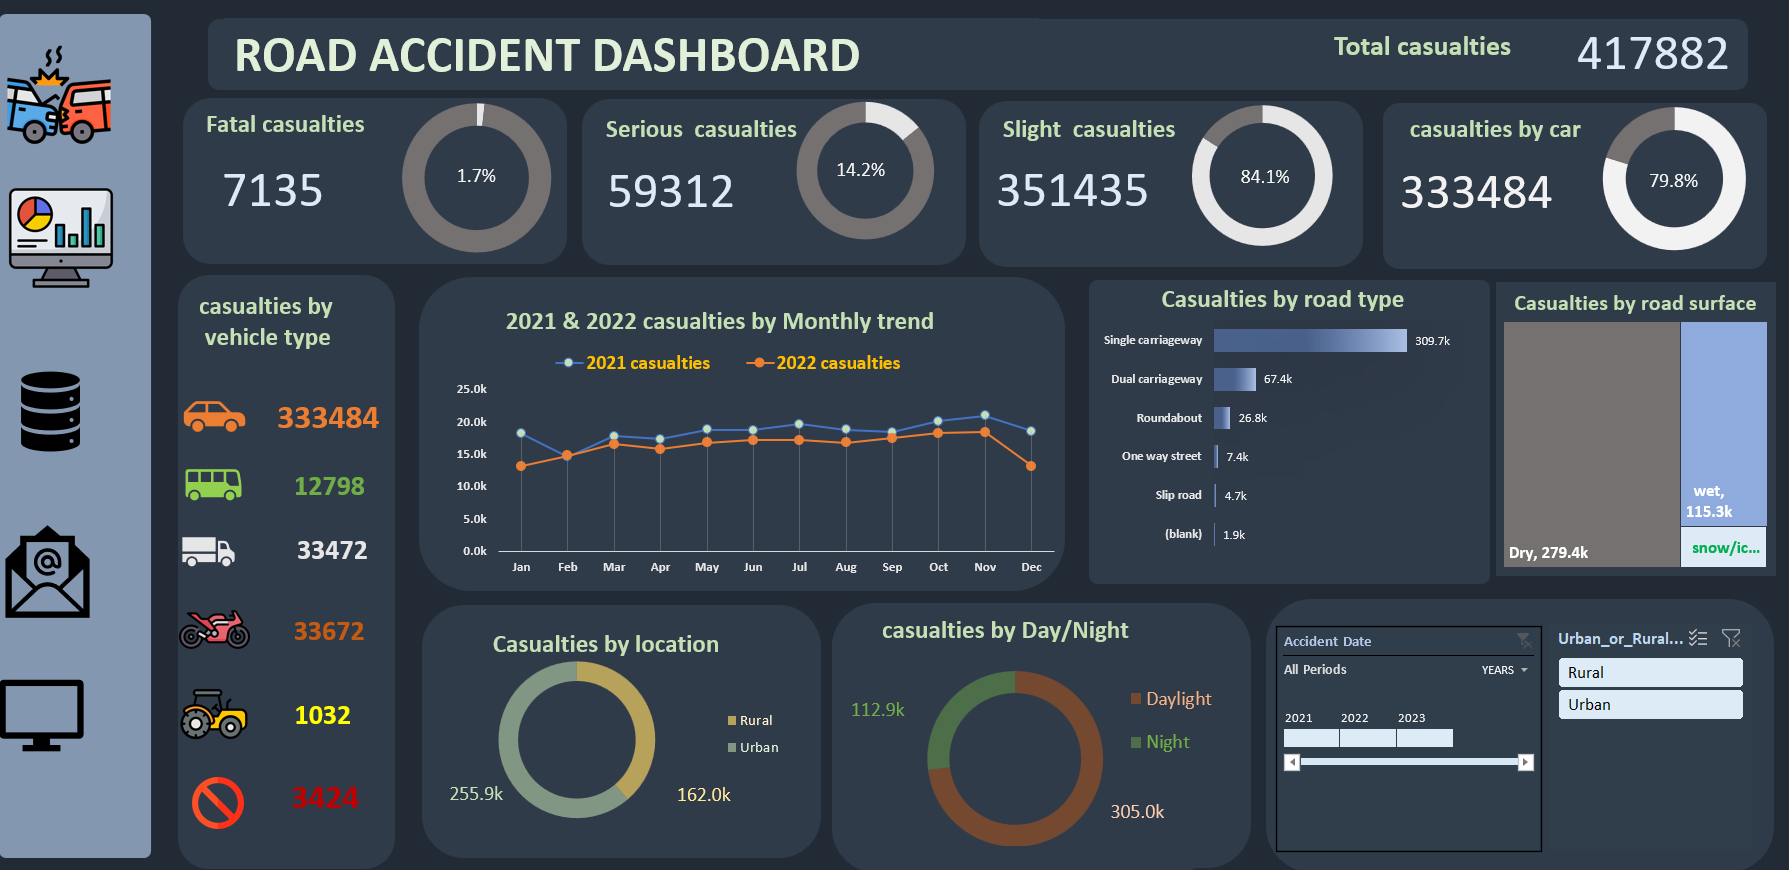 ROAD ACCIDENT DASHBOARD
Total casualties
417882
Fatal casualties
7135
1.7%
Serious casualties
59312
14.2%
Slight casualties
351435
84.1%
casualties by car
333484
79.8%
casualties by
vehicle type
333484
12798
33472
33672
1032
3424
2021 & 2022 casualties by Monthly trend
2021 casualties
2022 casualties
25.0k
20.0k
15.0k
10.0k
5.0k
0.0k
Jan Feb Mar Apr May Jun Jul Aug Sep Oct Nov Dec
Casualties by road type
Single carriageway 309.7k
Dual carriageway 67.4k
Roundabout 26.8k
One way street 7.4k
Slip road 4.7k
(blank) 1.9k
Casualties by road surface
Dry, 279.4k
wet,
115.3k
snow/ic...
Casualties by location
Rural
Urban
255.9k
162.0k
casualties by Day/Night
112.9k
Daylight
Night
305.0k
Accident Date
All Periods YEARS
2021 2022 2023
Urban_or_Rural...
Rural
Urban
@